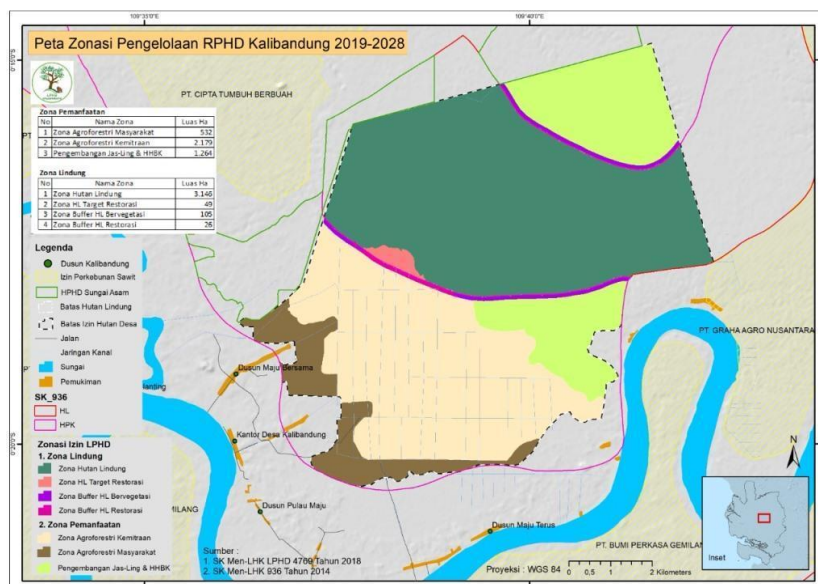 109°35'0"E
109°40'0"E
Peta Zonasi Pengelolaan RPHD Kalibandung 2019-2028
0°15'0"S
PT. CIPTA TUMBUH BERBUAH
LPHD
Zona Pemanfaatan
No Nama Zona Luas Ha
1 Zona Agroforestri Masyarakat 532
2 Zona Agroforestri Kemitraan 2.179
3 Pengembangan Jas-Ling & HHBK 1.264
Zona Lindung
No Nama Zona Luas Ha
1 Zona Hutan Lindung 3.146
2 Zona HL Target Restorasi 49
3 Zona Buffer HL Bervegetasi 105
4 Zona Buffer HL Restorasi 26
Legenda
Dusun Kalibandung
Izin Perkebunan Sawit
HPHD Sungai Asam
Batas Hutan Lindung
Batas Izin Hutan Desa
Jalan
Jaringan Kanal
Sungai
Pemukiman
SK_936
HL
HPK
Zonasi Izin LPHD
1. Zona Lindung
Zona Hutan Lindung
Zona HL Target Restorasi
Zona Buffer HL Bervegetasi
Zona Buffer HL Restorasi
2. Zona Pemanfaatan
Zona Agroforestri Kemitraan
Zona Agroforestri Masyarakat
Pengembangan Jas-Ling & HHBK
PT. GRAHA AGRO NUSANTARA
Dusun Maju Bersama
Kantor Desa Kalibandung
0°20'0"S
Dusun Pulau Maju
Dusun Maju Terus
PT. BUMI PERKASA GEMILANG
MILANG
N
Inset
Sumber :
1. SK Men-LHK LPHD 4769 Tahun 2018
2. SK Men-LHK 936 Tahun 2014
Proyeksi : WGS 84
0 0,5 1 2 Kilometers